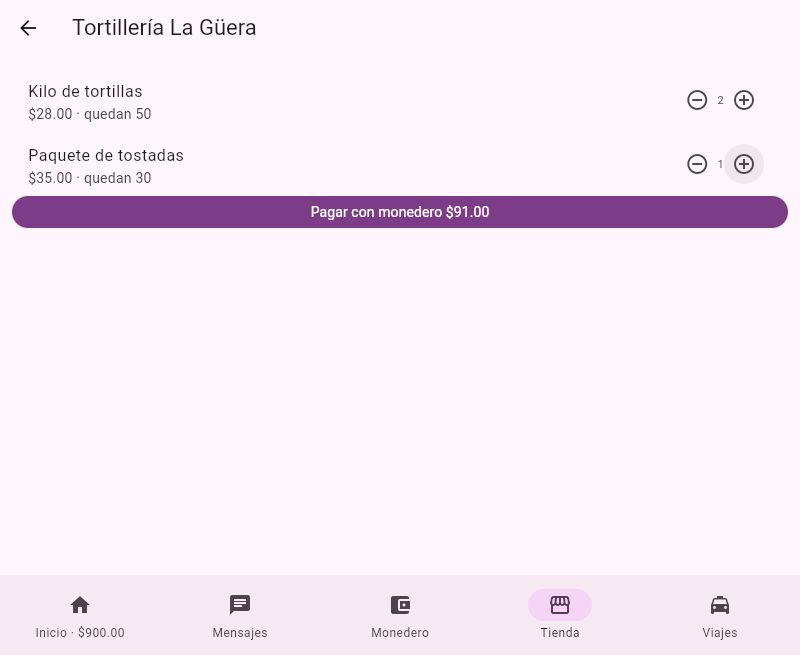 Tortillería La Güera
Kilo de tortillas
$28.00 · quedan 50
2
Paquete de tostadas
$35.00 · quedan 30
1
Pagar con monedero $91.00
Inicio · $900.00
Mensajes
Monedero
Tienda
Viajes